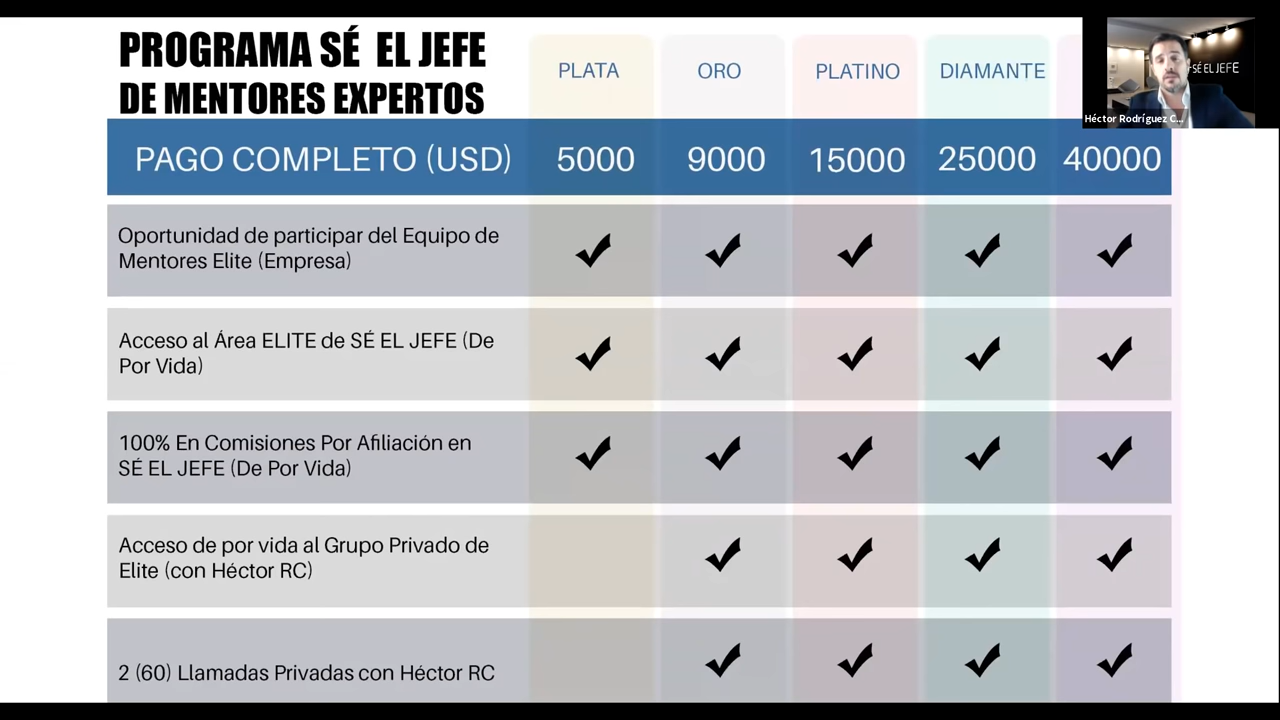 PROGRAMA SÉ EL JEFE
DE MENTORES EXPERTOS
PLATA
ORO
PLATINO
DIAMANTE
SÉ EL JEFE
Héctor Rodríguez C...
PAGO COMPLETO (USD)
5000
9000
15000
25000
40000
Oportunidad de participar del Equipo de
Mentores Elite (Empresa)
Acceso al Área ELITE de SÉ EL JEFE (De
Por Vida)
100% En Comisiones Por Afiliación en
SÉ EL JEFE (De Por Vida)
Acceso de por vida al Grupo Privado de
Elite (con Héctor RC)
2 (60) Llamadas Privadas con Héctor RC